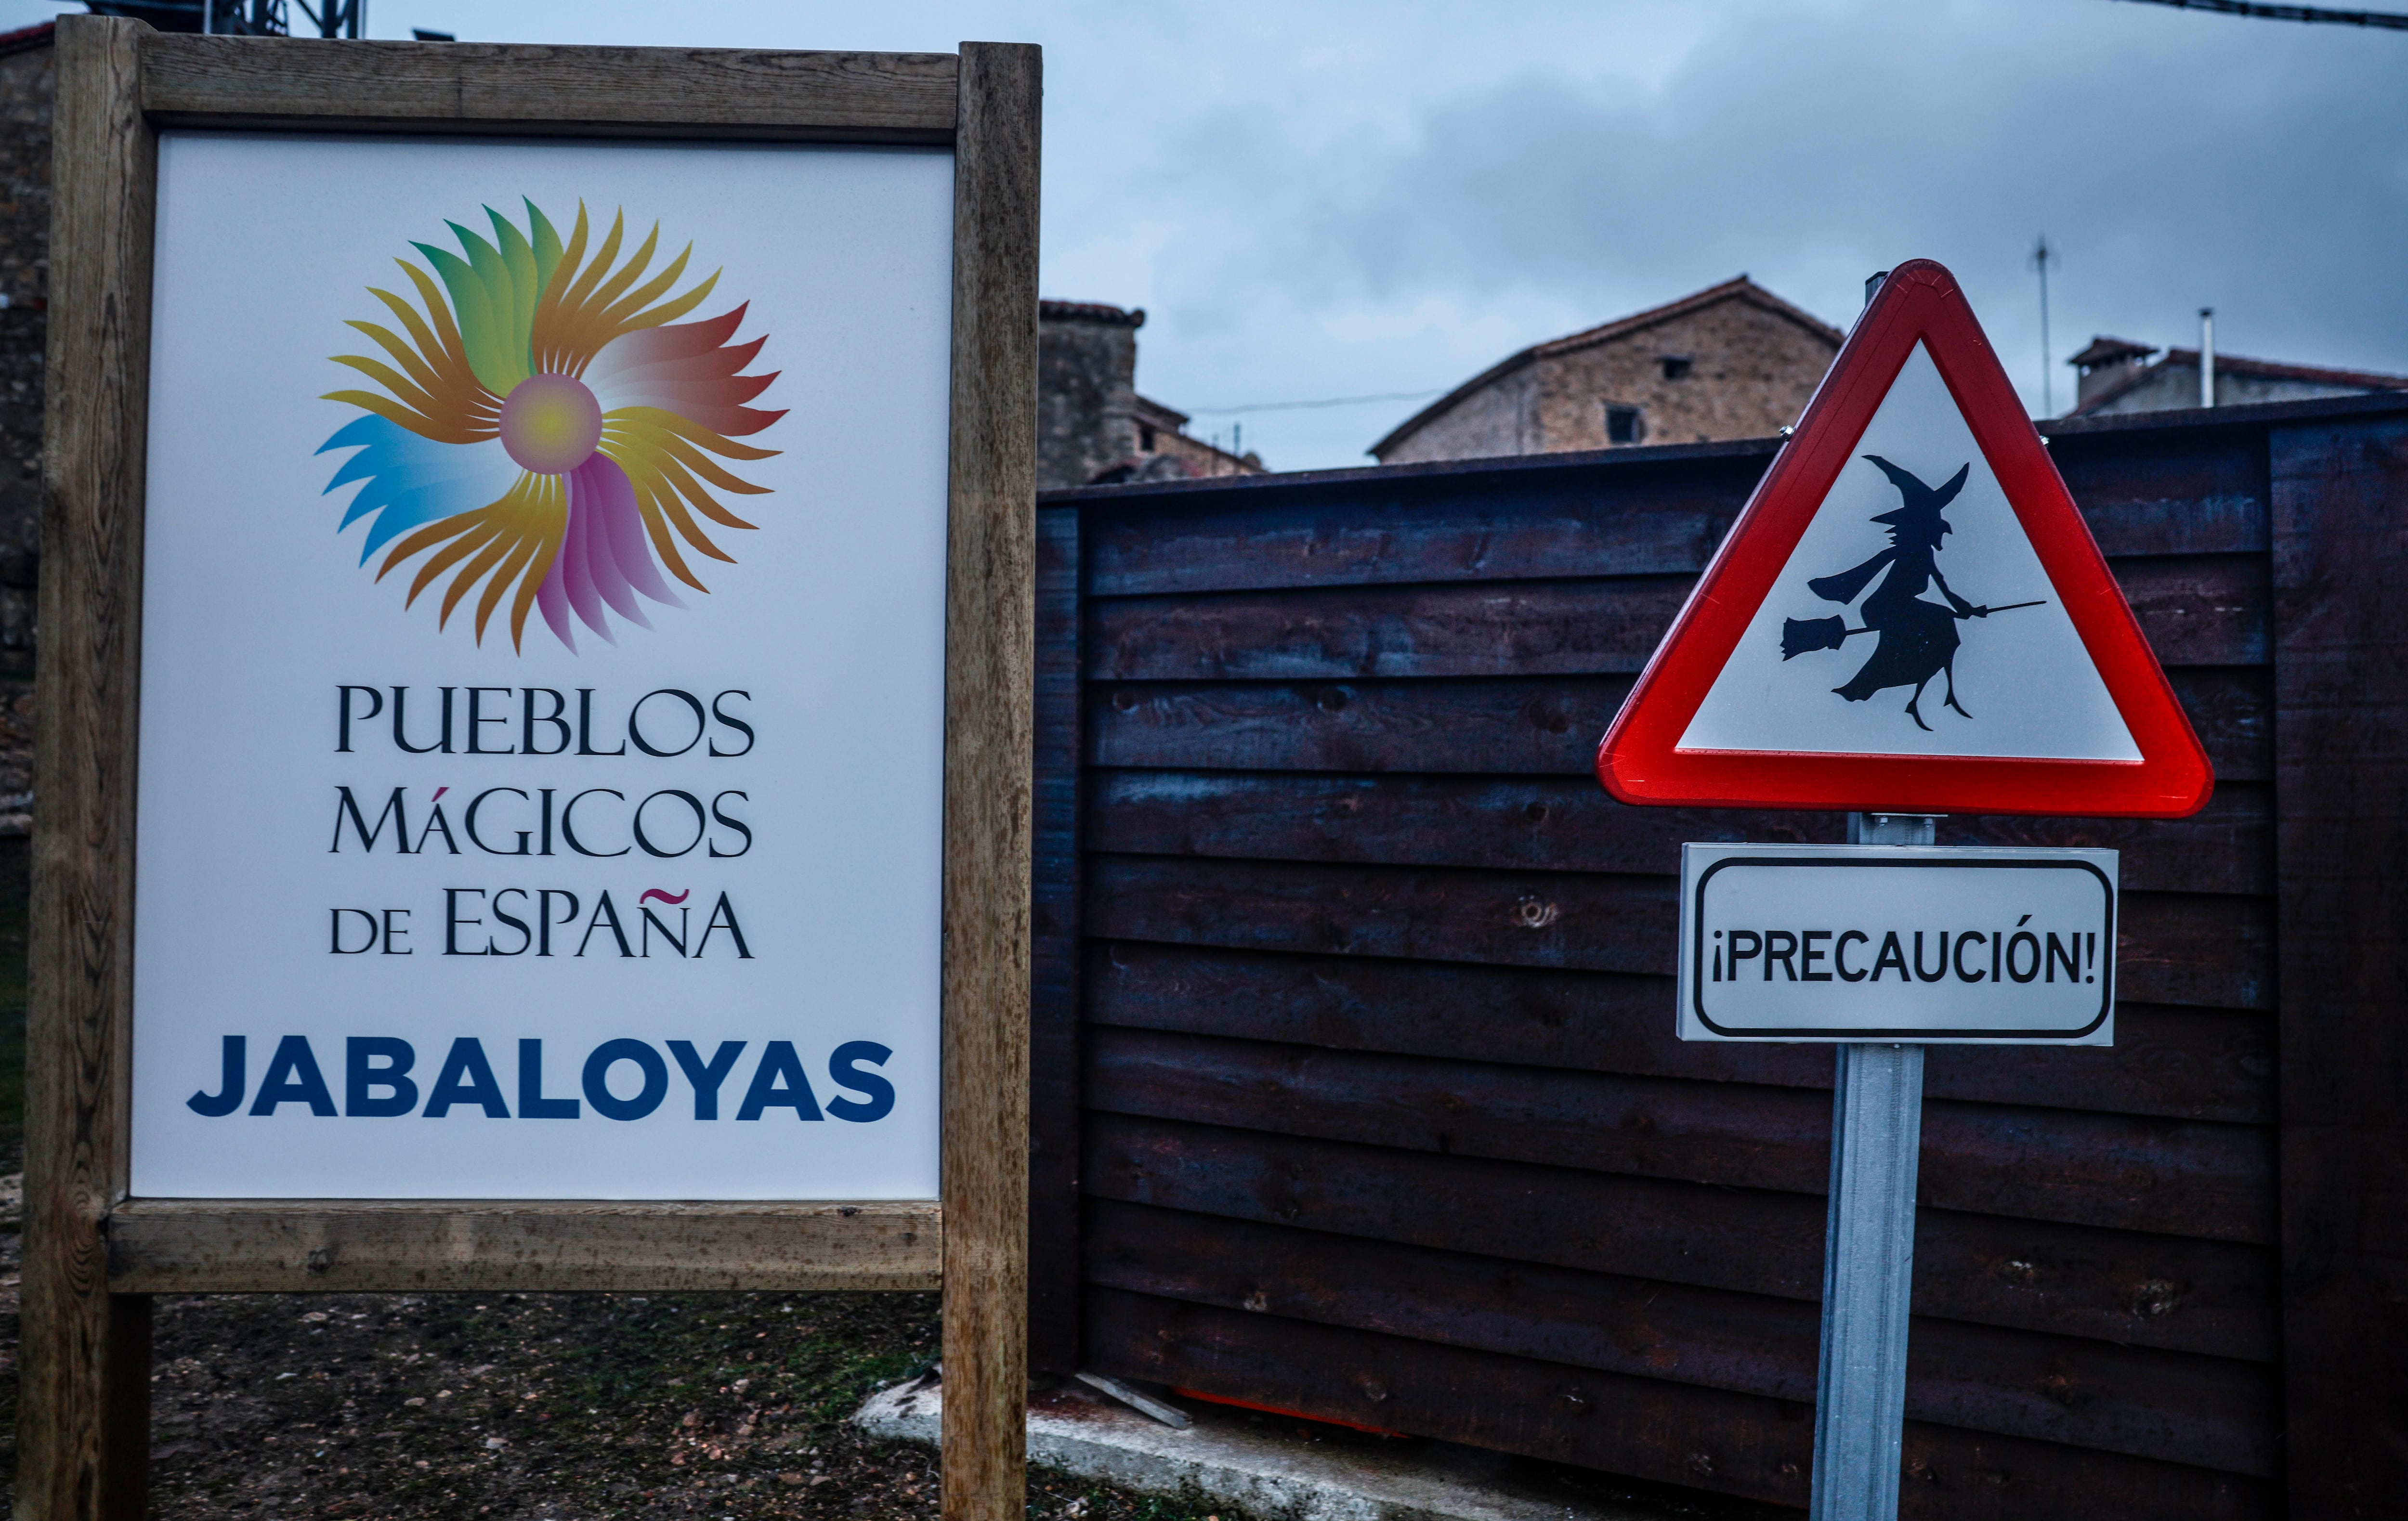 PUEBLOS
MÁGICOS
DE ESPAÑA
JABALOYAS
¡PRECAUCIÓN!